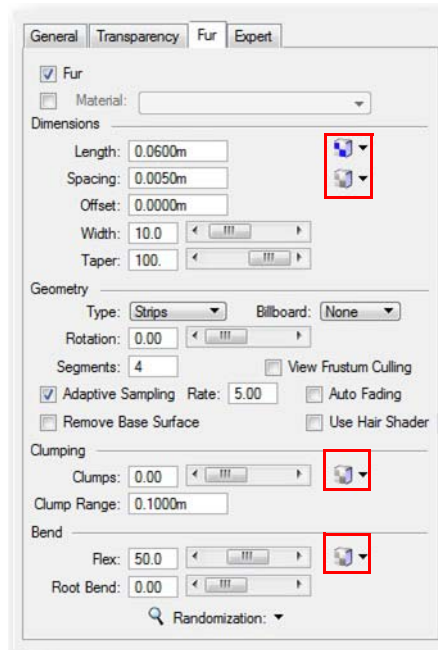 General Transparency Fur Expert
Fur
Material:
Dimensions
Length: 0.0600m
Spacing: 0.0050m
Offset: 0.0000m
Width: 10.0
Taper: 100.
Geometry
Type: Strips Billboard: None
Rotation: 0.00
Segments: 4 View Frustum Culling
Adaptive Sampling Rate: 5.00 Auto Fading
Remove Base Surface Use Hair Shader
Clumping
Clumps: 0.00
Clump Range: 0.1000m
Bend
Flex: 50.0
Root Bend: 0.00
Randomization: